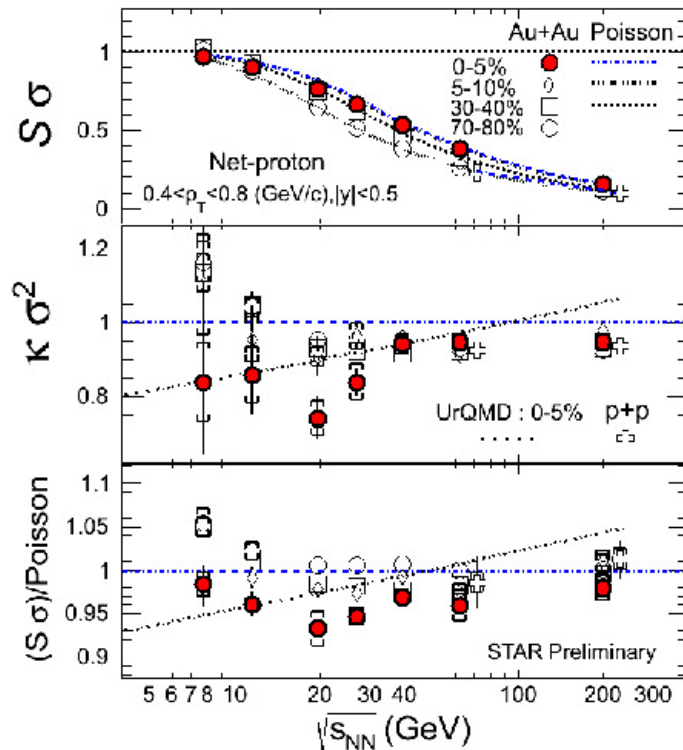 Au+Au Poisson
0-5%
5-10%
30-40%
70-80%
S σ
1
0.5
0
Net-proton
0.4<p_T<0.8 (GeV/c),|y|<0.5
κ σ²
1.2
1
0.8
UrQMD : 0-5% p+p
(S σ)/Poisson
1.1
1.05
1
0.95
0.9
STAR Preliminary
5 6 7 8 10 20 30 40 100 200 300
√s_NN (GeV)